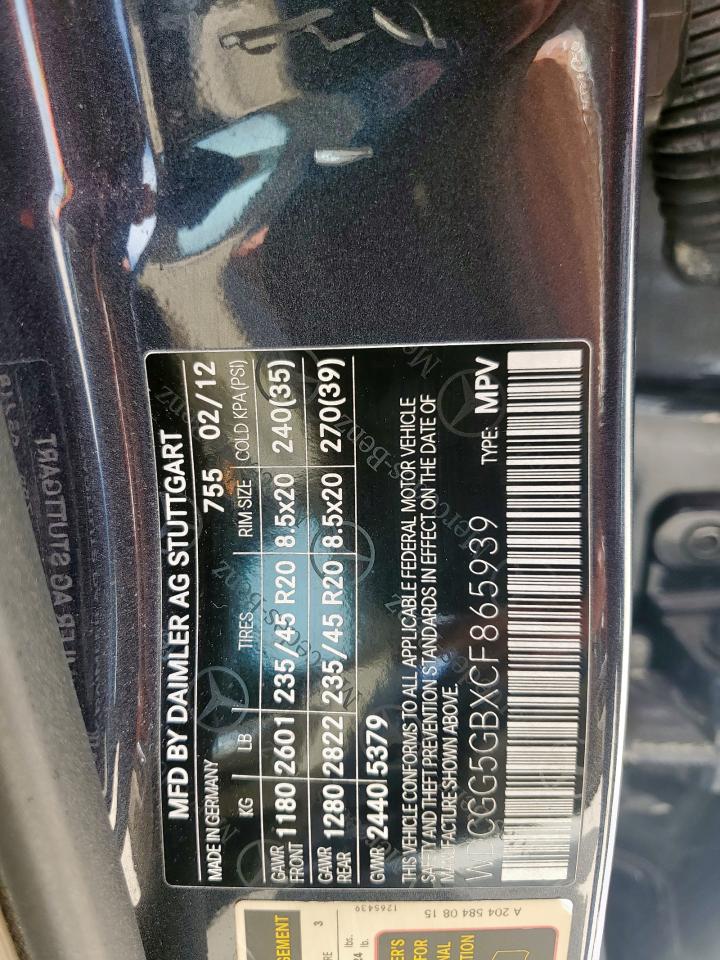 MFD BY DAIMLER AG STUTTGART
MADE IN GERMANY 755 02/12
KG LB TIRES RIM SIZE COLD KPA(PSI)
GAWR FRONT 1180 2601 235/45 R20 8.5x20 240(35)
GAWR REAR 1280 2822 235/45 R20 8.5x20 270(39)
GVWR 2440 5379
THIS VEHICLE CONFORMS TO ALL APPLICABLE FEDERAL MOTOR VEHICLE
SAFETY AND THEFT PREVENTION STANDARDS IN EFFECT ON THE DATE OF
MANUFACTURE SHOWN ABOVE.
WDCGG5GBXCF865939 TYPE: MPV
A 204 584 08 15
1265439